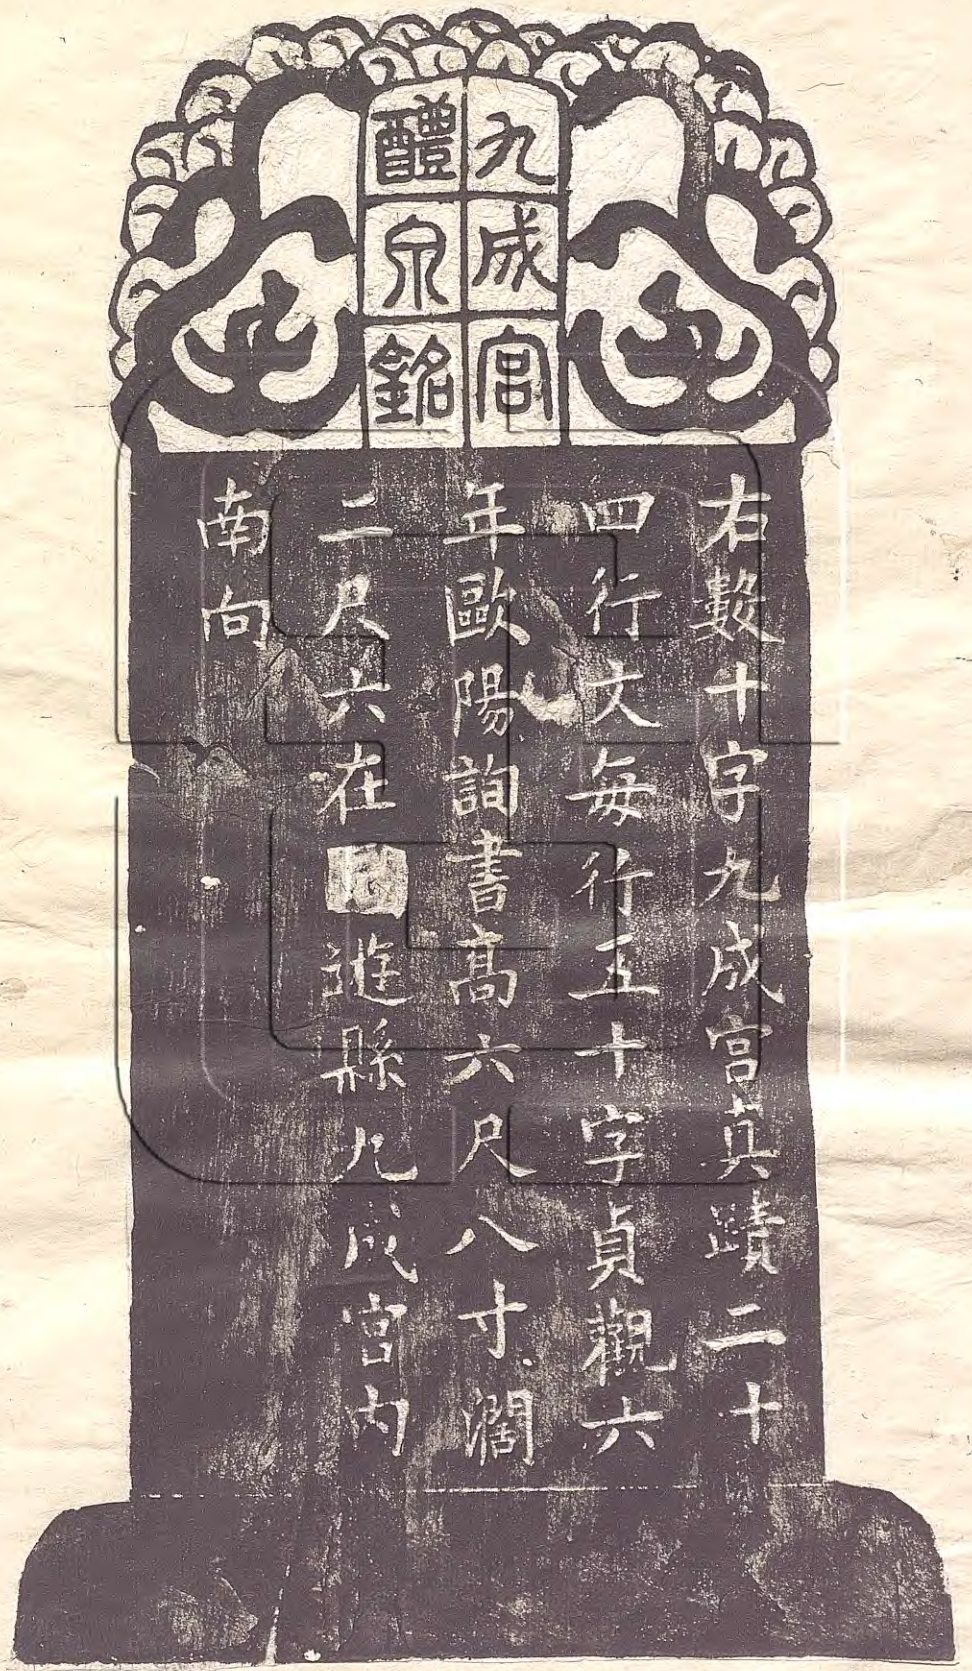 九成宮
醴泉銘
右數十字九成宮真蹟二十
四行文每行五十字貞觀六
年歐陽詢書高六尺八寸濶
二尺六在遊縣九成宮內
南向